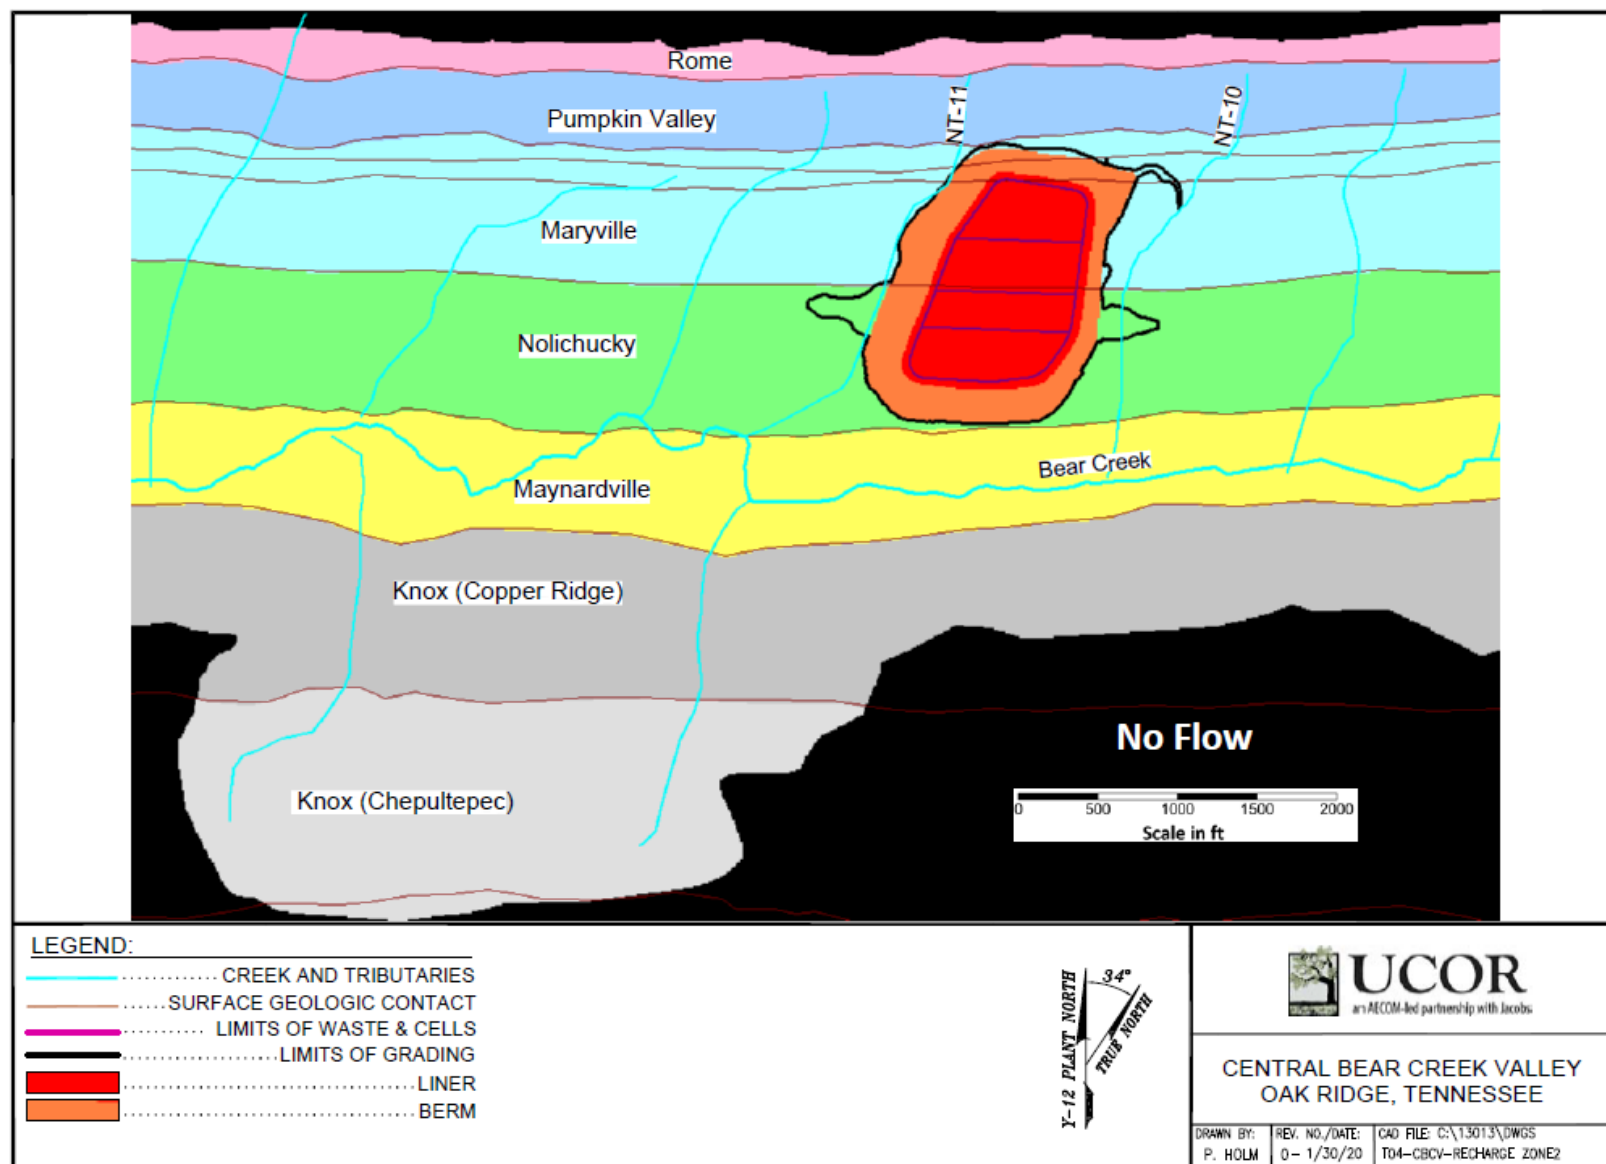 Rome
Pumpkin Valley
NT-11
NT-10
Maryville
Nolichucky
Bear Creek
Maynardville
Knox (Copper Ridge)
No Flow
0 500 1000 1500 2000
Scale in ft
Knox (Chepultepec)
LEGEND:
CREEK AND TRIBUTARIES
SURFACE GEOLOGIC CONTACT
LIMITS OF WASTE & CELLS
LIMITS OF GRADING
LINER
BERM
Y-12 PLANT NORTH
34°
TRUE NORTH
UCOR
an AECOM-led partnership with Jacobs
CENTRAL BEAR CREEK VALLEY
OAK RIDGE, TENNESSEE
DRAWN BY: REV. NO./DATE: CAD FILE: C:\13013\DWGS
P. HOLM 0- 1/30/20 T04-CBCV-RECHARGE ZONE2